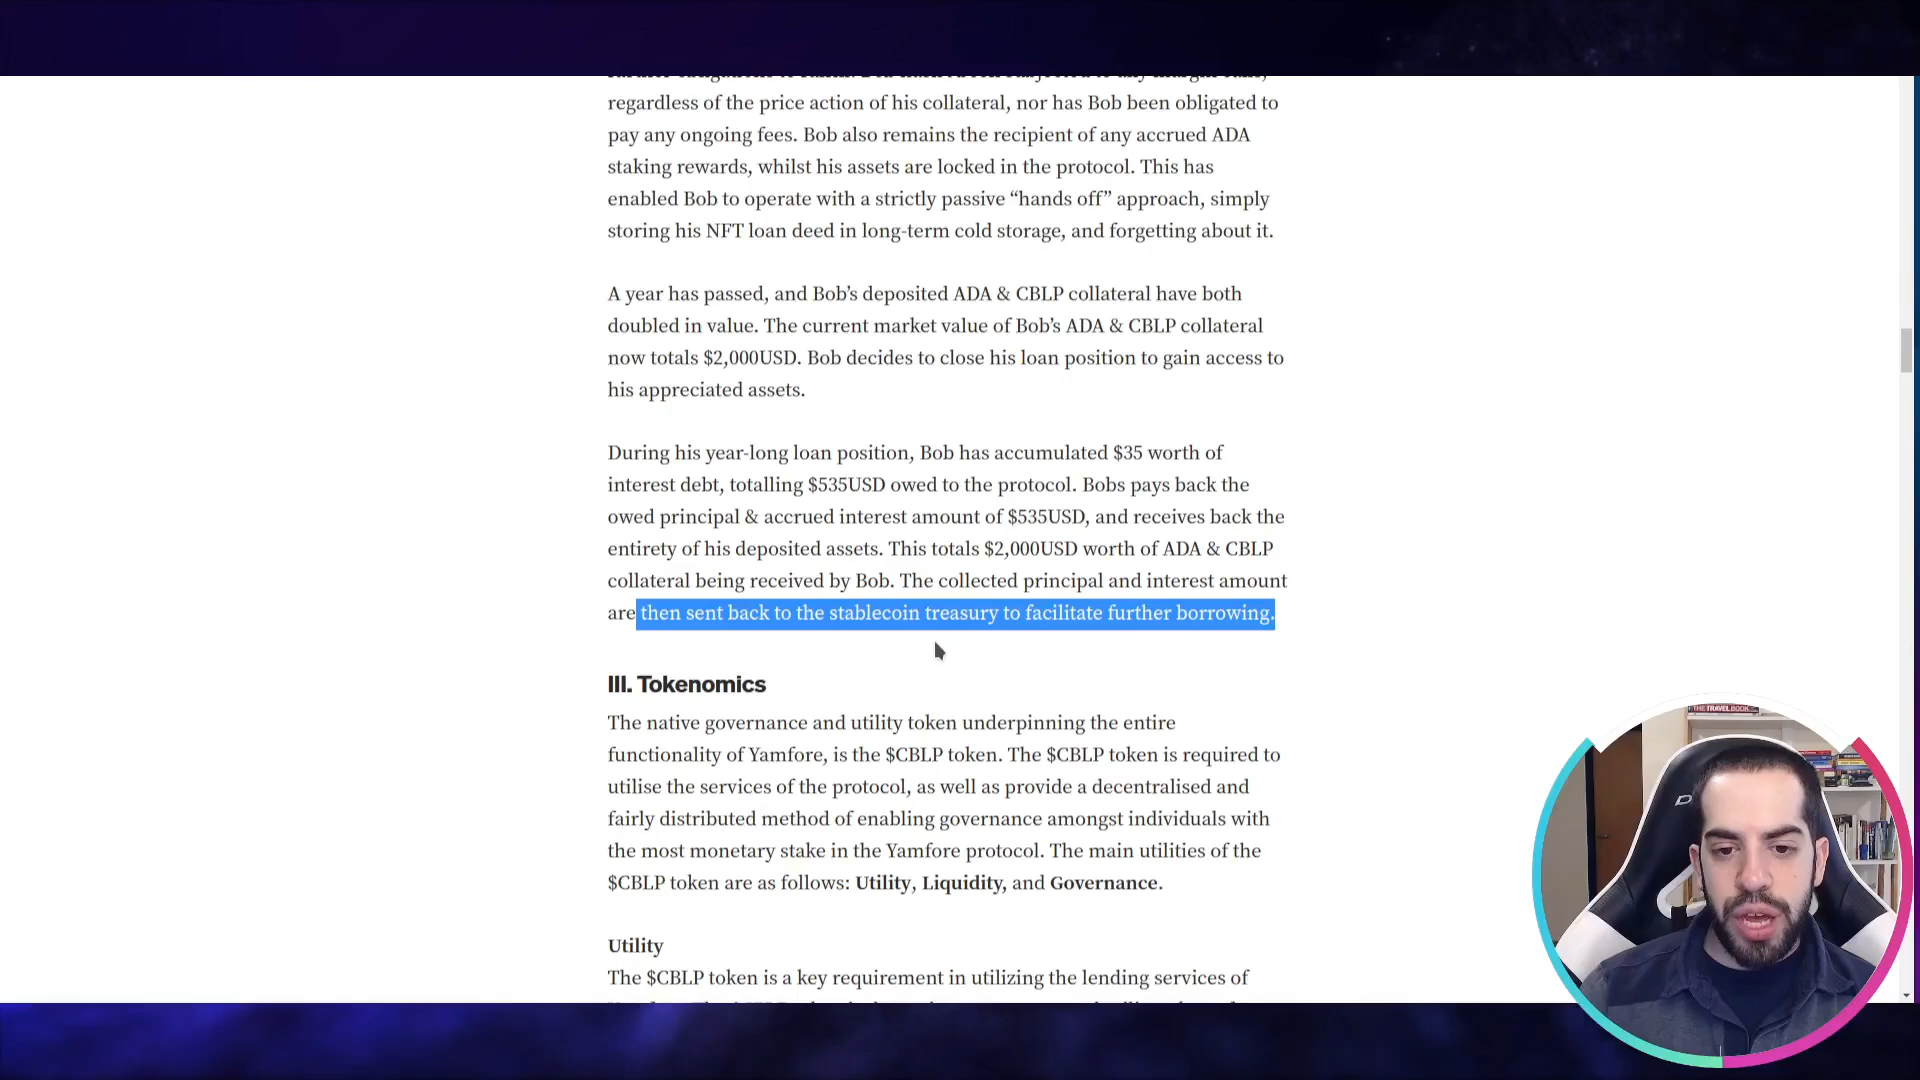 regardless of the price action of his collateral, nor has Bob been obligated to
pay any ongoing fees. Bob also remains the recipient of any accrued ADA
staking rewards, whilst his assets are locked in the protocol. This has
enabled Bob to operate with a strictly passive “hands off” approach, simply
storing his NFT loan deed in long-term cold storage, and forgetting about it.
A year has passed, and Bob’s deposited ADA & CBLP collateral have both
doubled in value. The current market value of Bob’s ADA & CBLP collateral
now totals $2,000USD. Bob decides to close his loan position to gain access to
his appreciated assets.
During his year-long loan position, Bob has accumulated $35 worth of
interest debt, totalling $535USD owed to the protocol. Bobs pays back the
owed principal & accrued interest amount of $535USD, and receives back the
entirety of his deposited assets. This totals $2,000USD worth of ADA & CBLP
collateral being received by Bob. The collected principal and interest amount
are then sent back to the stablecoin treasury to facilitate further borrowing.
III. Tokenomics
The native governance and utility token underpinning the entire
functionality of Yamfore, is the $CBLP token. The $CBLP token is required to
utilise the services of the protocol, as well as provide a decentralised and
fairly distributed method of enabling governance amongst individuals with
the most monetary stake in the Yamfore protocol. The main utilities of the
$CBLP token are as follows: Utility, Liquidity, and Governance.
Utility
The $CBLP token is a key requirement in utilizing the lending services of
THE TRAVEL BOOK